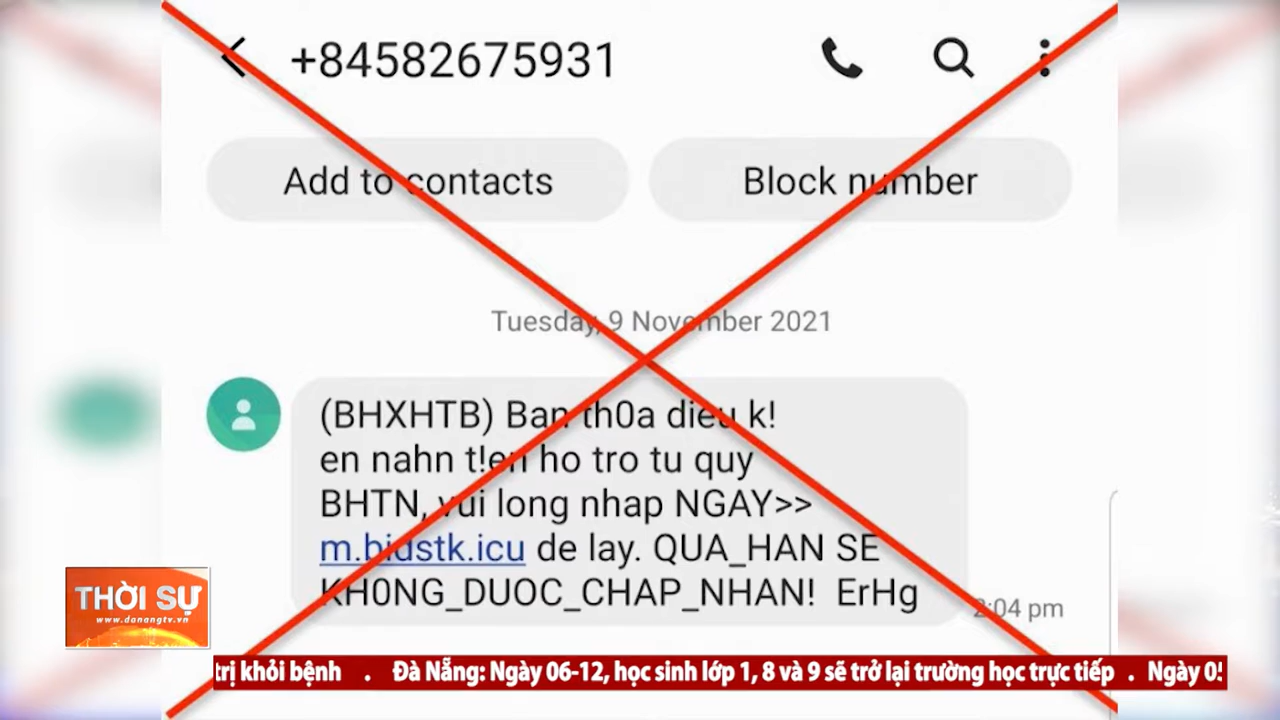 +84582675931
Add to contacts
Block number
Tuesday, 9 November 2021
(BHXHTB) Ban th0a dieu k!
en nahn t!en ho tro tu quy
BHTN, vui long nhap NGAY>>
m.bidstk.icu de lay. QUA_HAN SE
KH0NG_DUOC_CHAP_NHAN!  ErHg
2:04 pm
THỜI SỰ
www.danangtv.vn
trị khỏi bệnh . Đà Nẵng: Ngày 06-12, học sinh lớp 1, 8 và 9 sẽ trở lại trường học trực tiếp . Ngày